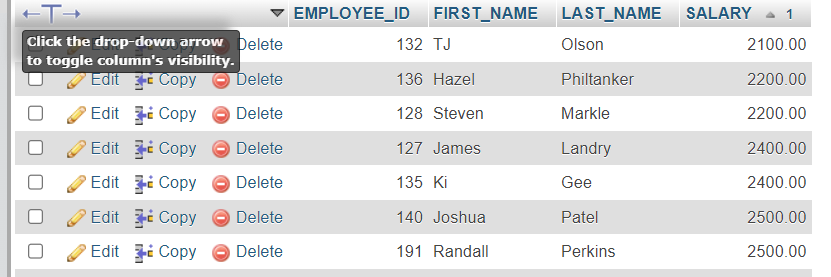 EMPLOYEE_ID FIRST_NAME LAST_NAME SALARY 1
Click the drop-down arrow
to toggle column's visibility.
Delete 132 TJ Olson 2100.00
Edit Copy Delete 136 Hazel Philtanker 2200.00
Edit Copy Delete 128 Steven Markle 2200.00
Edit Copy Delete 127 James Landry 2400.00
Edit Copy Delete 135 Ki Gee 2400.00
Edit Copy Delete 140 Joshua Patel 2500.00
Edit Copy Delete 191 Randall Perkins 2500.00